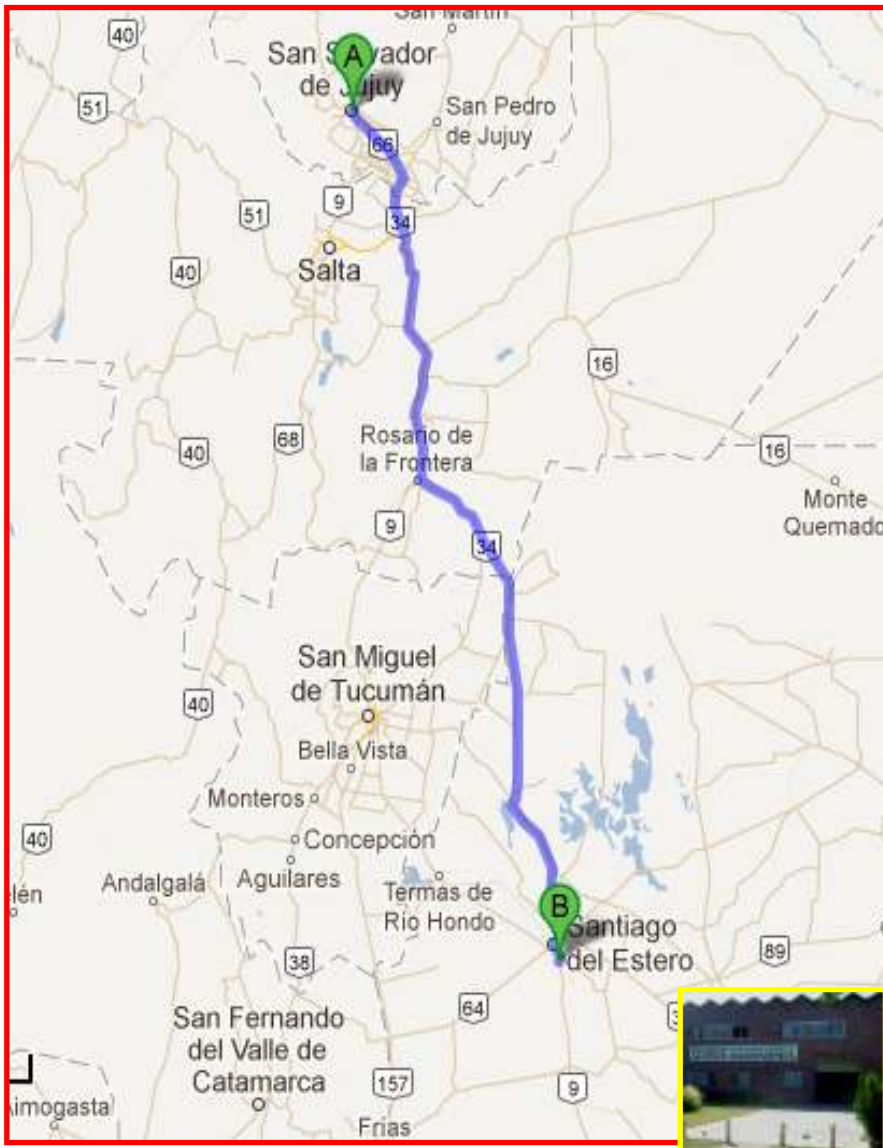 San Martín
40
San Salvador
de Jujuy
A
51
San Pedro
de Jujuy
66
9
51
34
Salta
40
40
16
Rosario de
la Frontera
68
40
16
Monte
Quemado
9
34
San Miguel
de Tucumán
40
Bella Vista
Monteros
40
Concepción
Aguilares
Andalgalá
Termas de
Río Hondo
B
Santiago
del Estero
38
89
64
San Fernando
del Valle de
Catamarca
157
9
Frías